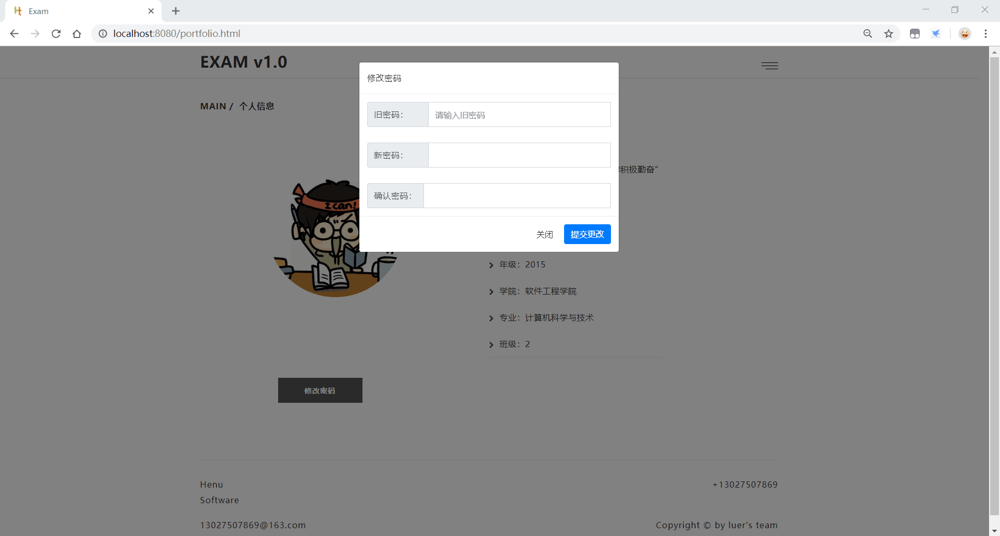 Exam
localhost:8080/portfolio.html
EXAM v1.0
MAIN / 个人信息
修改密码
旧密码：
请输入旧密码
新密码：
确认密码：
关闭
提交更改
I can!
积极勤奋“
年级：2015
学院：软件工程学院
专业：计算机科学与技术
班级：2
修改密码
Henu
Software
+13027507869
13027507869@163.com
Copyright © by luer's team